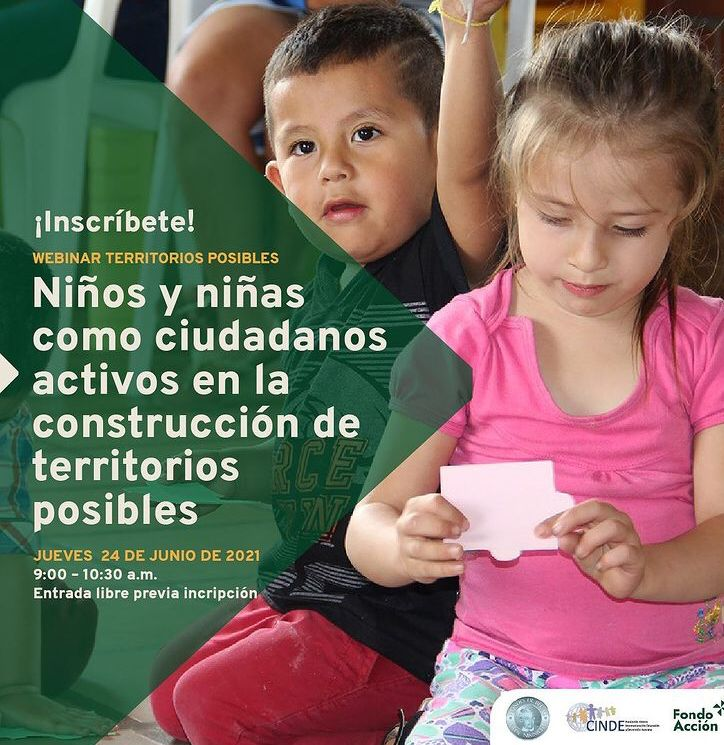 ¡Inscríbete!
WEBINAR TERRITORIOS POSIBLES
Niños y niñas
como ciudadanos
activos en la
construcción de
territorios
posibles
JUEVES 24 DE JUNIO DE 2021
9:00 – 10:30 a.m.
Entrada libre previa incripción
RCE
CINDE
Fondo
Acción